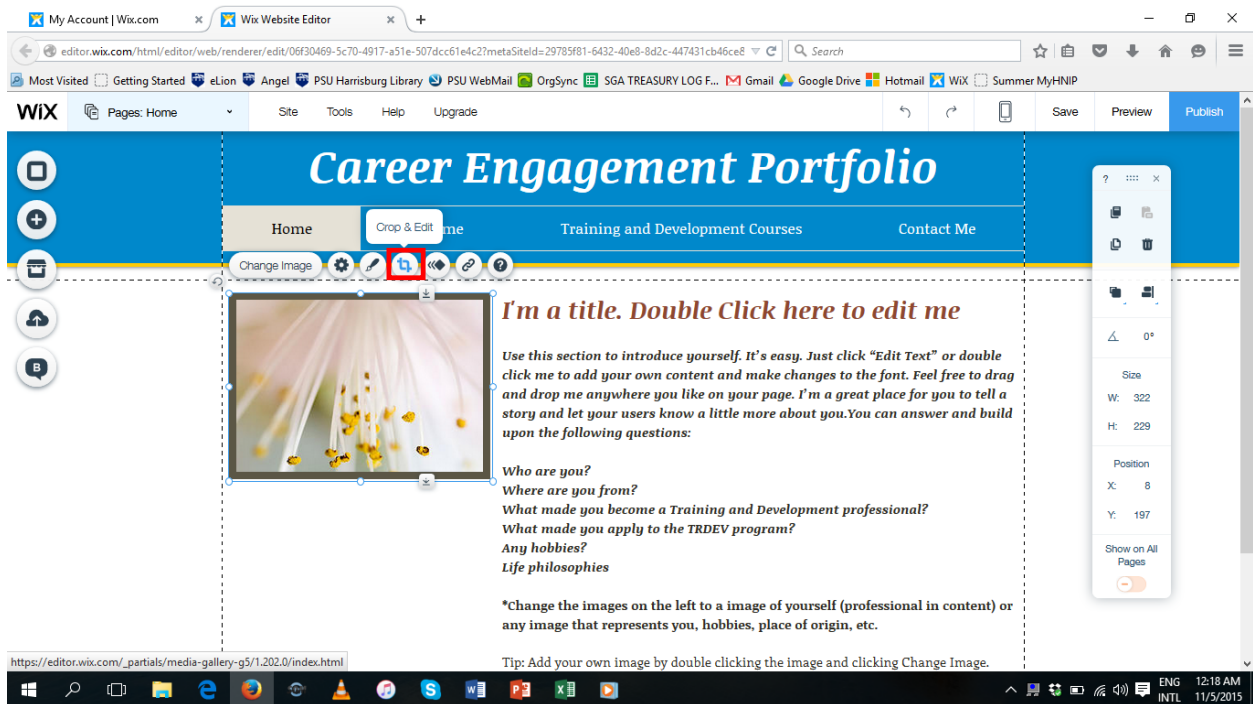 My Account | Wix.com
Wix Website Editor
editor.wix.com/html/editor/web/renderer/edit/06f30469-5c70-4917-a51e-507dcc61e4c2?metaSiteId=29785f81-6432-40e8-8d2c-447431cb46ce8
Search
Most Visited Getting Started eLion Angel PSU Harrisburg Library PSU WebMail OrgSync SGA TREASURY LOG F... Gmail Google Drive Hotmail WiX Summer MyHNIP
WiX Pages: Home Site Tools Help Upgrade Save Preview Publish
Career Engagement Portfolio
Home me Training and Development Courses Contact Me
Crop & Edit
Change Image
I'm a title. Double Click here to edit me
Use this section to introduce yourself. It's easy. Just click “Edit Text” or double
click me to add your own content and make changes to the font. Feel free to drag
and drop me anywhere you like on your page. I'm a great place for you to tell a
story and let your users know a little more about you.You can answer and build
upon the following questions:
Who are you?
Where are you from?
What made you become a Training and Development professional?
What made you apply to the TRDEV program?
Any hobbies?
Life philosophies
*Change the images on the left to a image of yourself (professional in content) or
any image that represents you, hobbies, place of origin, etc.
Tip: Add your own image by double clicking the image and clicking Change Image.
?
0°
Size
W: 322
H: 229
Position
X: 8
Y: 197
Show on All
Pages
https://editor.wix.com/_partials/media-gallery-g5/1.202.0/index.html
ENG
INTL
12:18 AM
11/5/2015